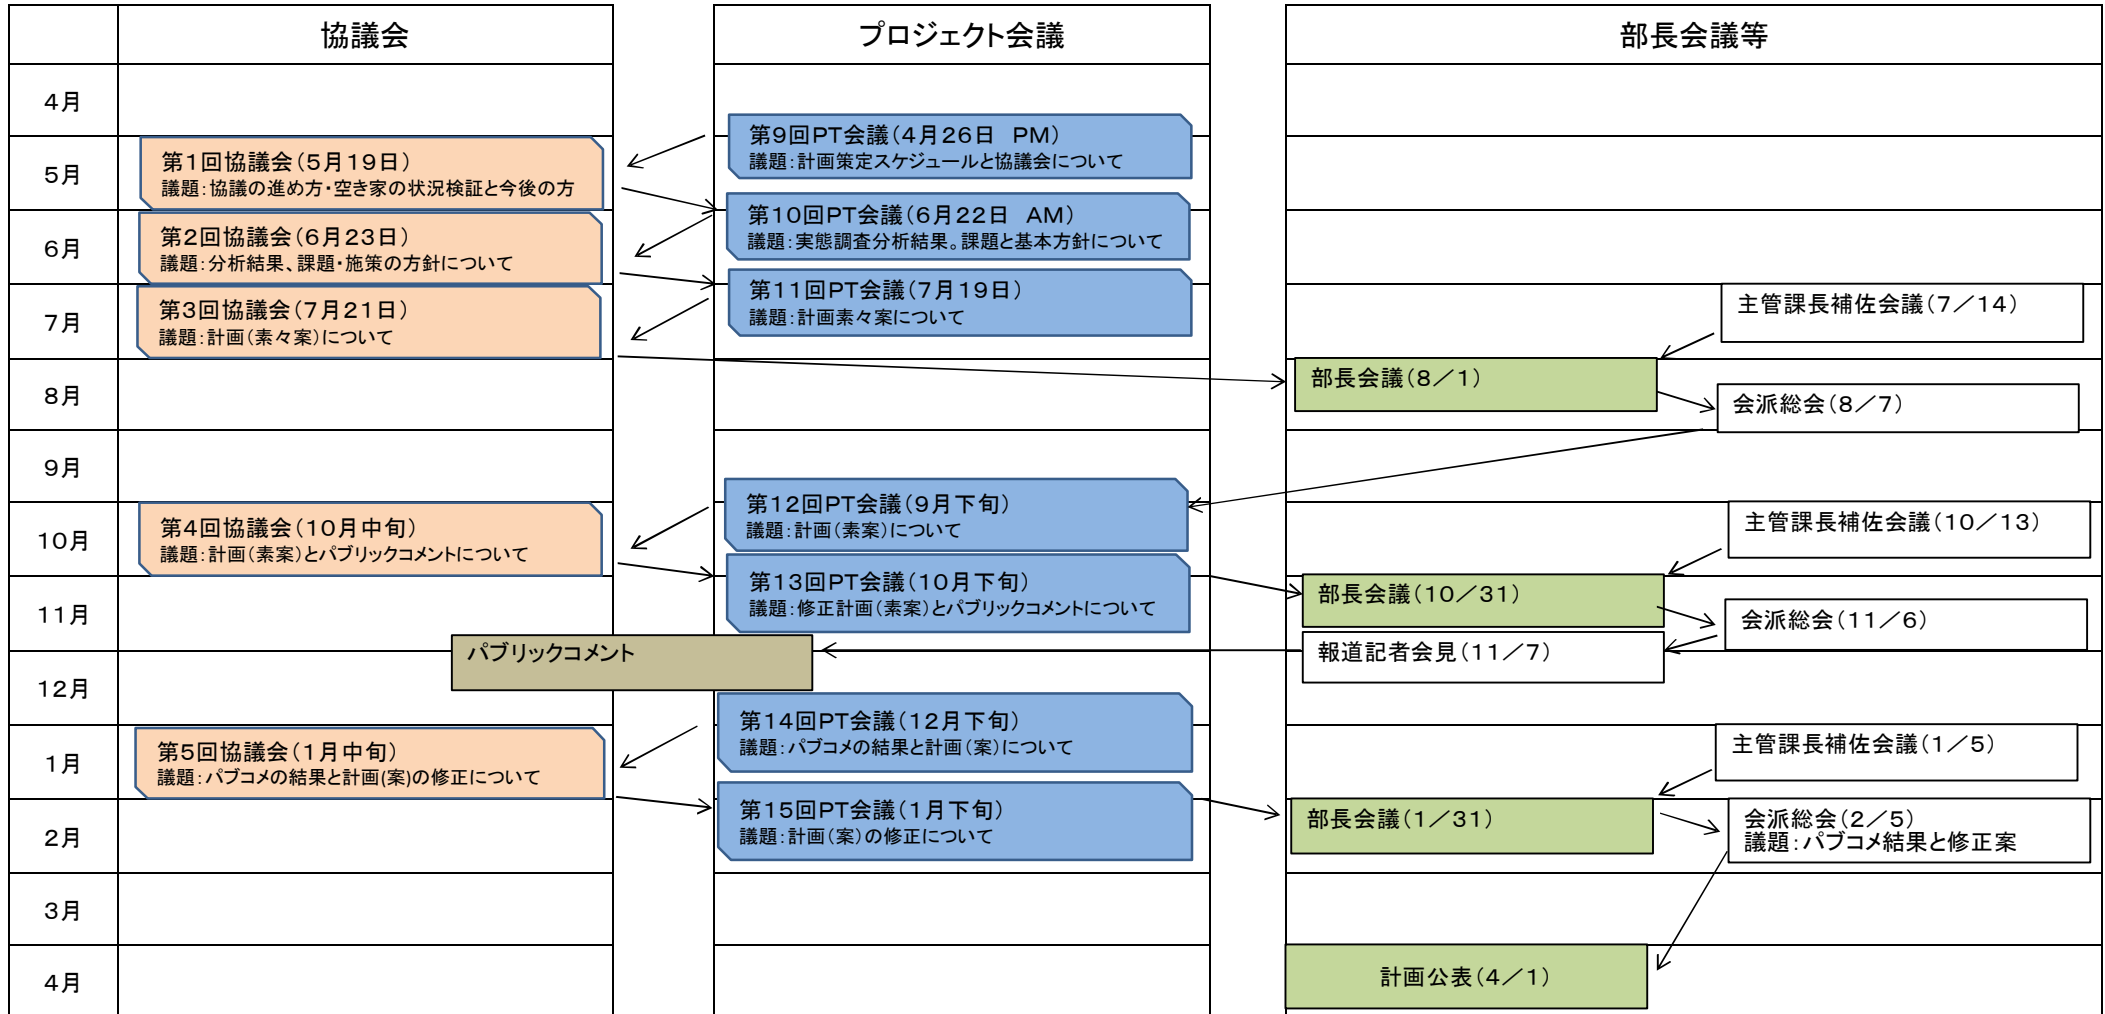 協議会
プロジェクト会議
部長会議等
4月
5月
6月
7月
8月
9月
10月
11月
12月
1月
2月
3月
4月
第1回協議会(5月19日)
議題:協議の進め方・空き家の状況検証と今後の方
第2回協議会(6月23日)
議題:分析結果、課題・施策の方針について
第3回協議会(7月21日)
議題:計画(素々案)について
第4回協議会(10月中旬)
議題:計画(素案)とパブリックコメントについて
パブリックコメント
第5回協議会(1月中旬)
議題:パブコメの結果と計画(案)の修正について
第9回PT会議(4月26日　PM)
議題:計画策定スケジュールと協議会について
第10回PT会議(6月22日　AM)
議題:実態調査分析結果。課題と基本方針について
第11回PT会議(7月19日)
議題:計画素々案について
第12回PT会議(9月下旬)
議題:計画(素案)について
第13回PT会議(10月下旬)
議題:修正計画(素案)とパブリックコメントについて
第14回PT会議(12月下旬)
議題:パブコメの結果と計画(案)について
第15回PT会議(1月下旬)
議題:計画(案)の修正について
主管課長補佐会議(7/14)
部長会議(8/1)
会派総会(8/7)
主管課長補佐会議(10/13)
部長会議(10/31)
会派総会(11/6)
報道記者会見(11/7)
主管課長補佐会議(1/5)
部長会議(1/31)
会派総会(2/5)
議題:パブコメ結果と修正案
計画公表(4/1)